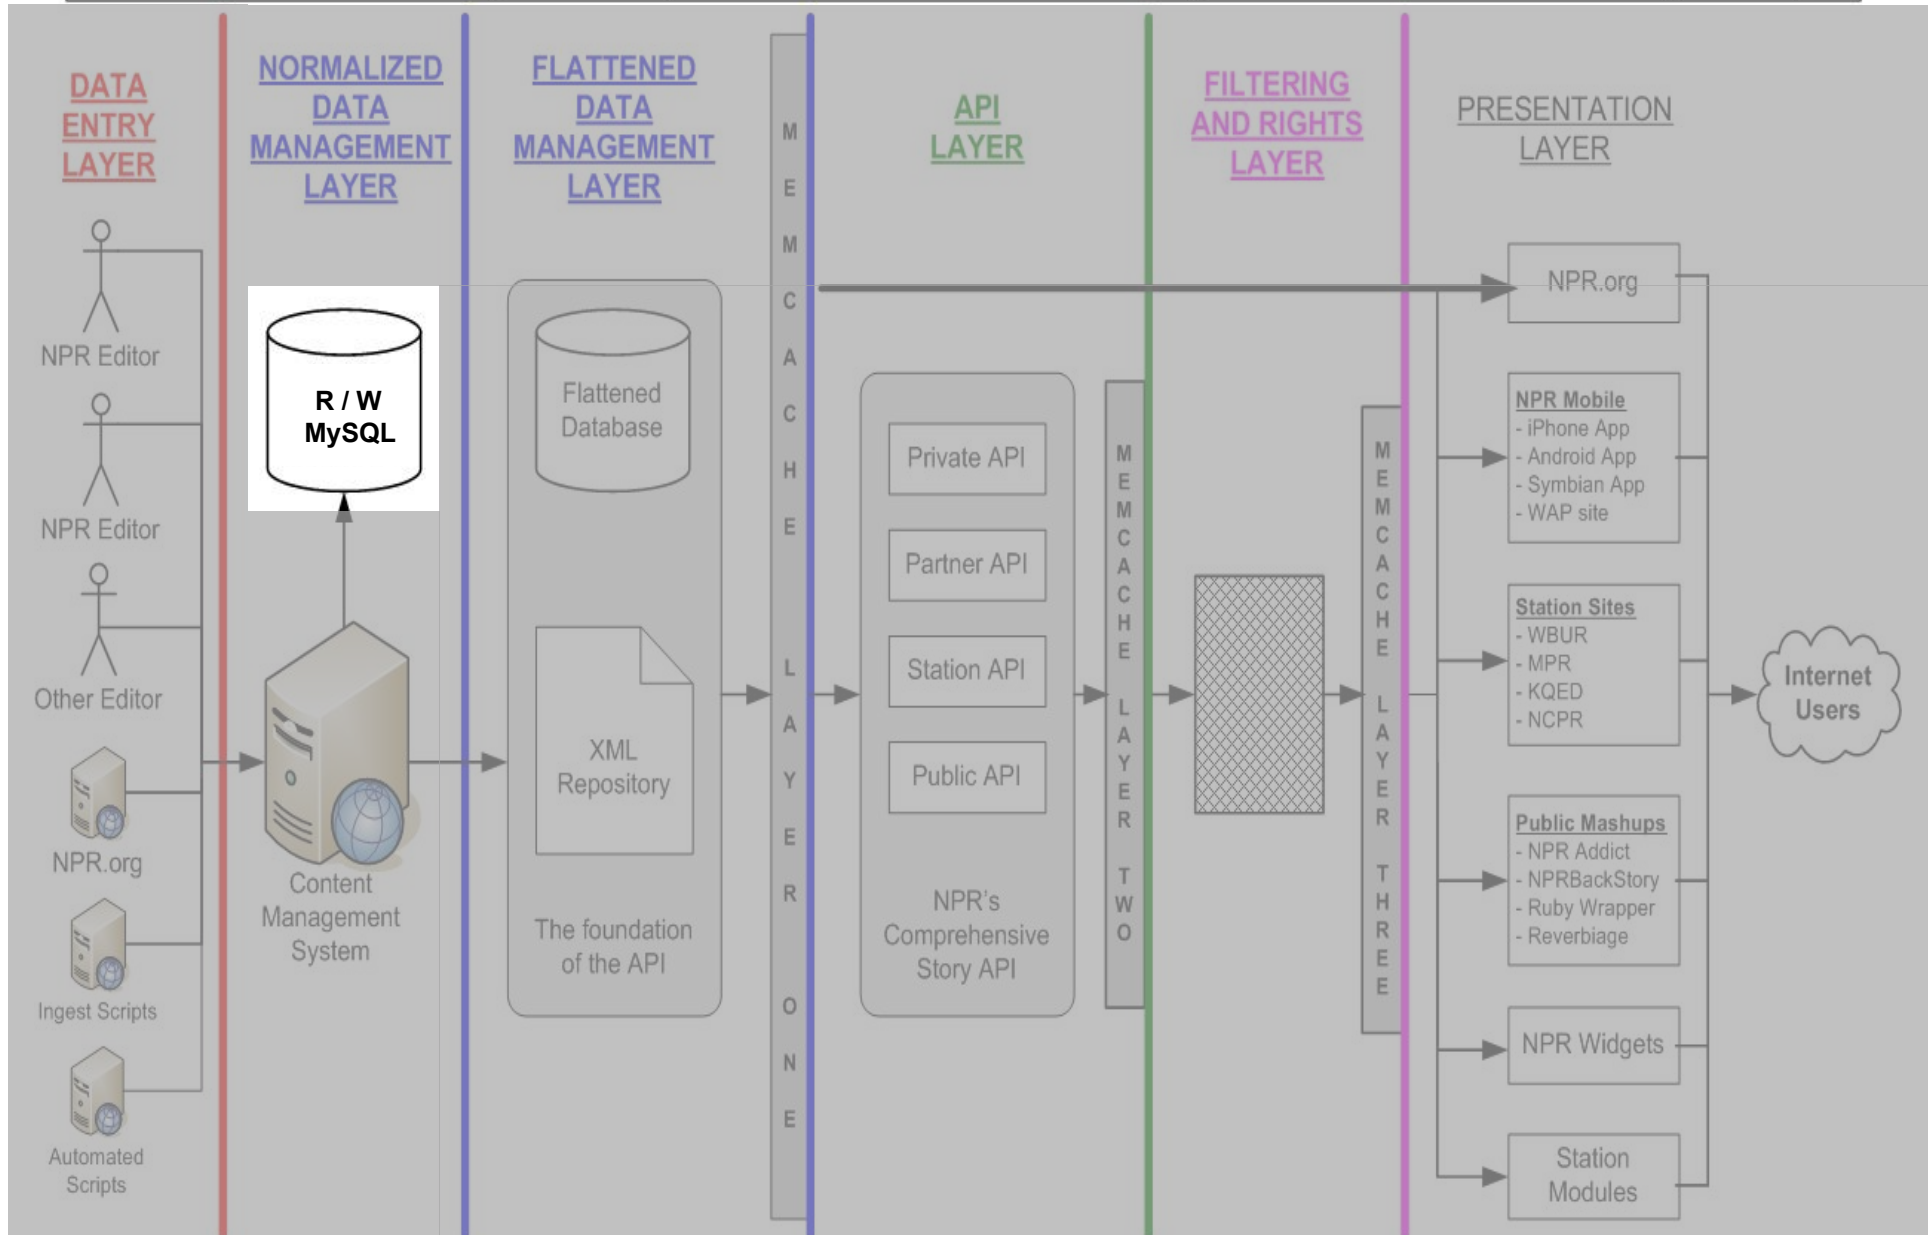 DATA
ENTRY
LAYER
NPR Editor
NPR Editor
Other Editor
NPR.org
Ingest Scripts
Automated
Scripts
NORMALIZED
DATA
MANAGEMENT
LAYER
R / W
MySQL
Content
Management
System
FLATTENED
DATA
MANAGEMENT
LAYER
Flattened
Database
XML
Repository
The foundation
of the API
MEMCACHE LAYER ONE
API
LAYER
Private API
Partner API
Station API
Public API
NPR's
Comprehensive
Story API
MEMCACHE LAYER TWO
FILTERING
AND RIGHTS
LAYER
MEMCACHE LAYER THREE
PRESENTATION
LAYER
NPR.org
NPR Mobile
- iPhone App
- Android App
- Symbian App
- WAP site
Station Sites
- WBUR
- MPR
- KQED
- NCPR
Public Mashups
- NPR Addict
- NPRBackStory
- Ruby Wrapper
- Reverbiage
NPR Widgets
Station
Modules
Internet
Users